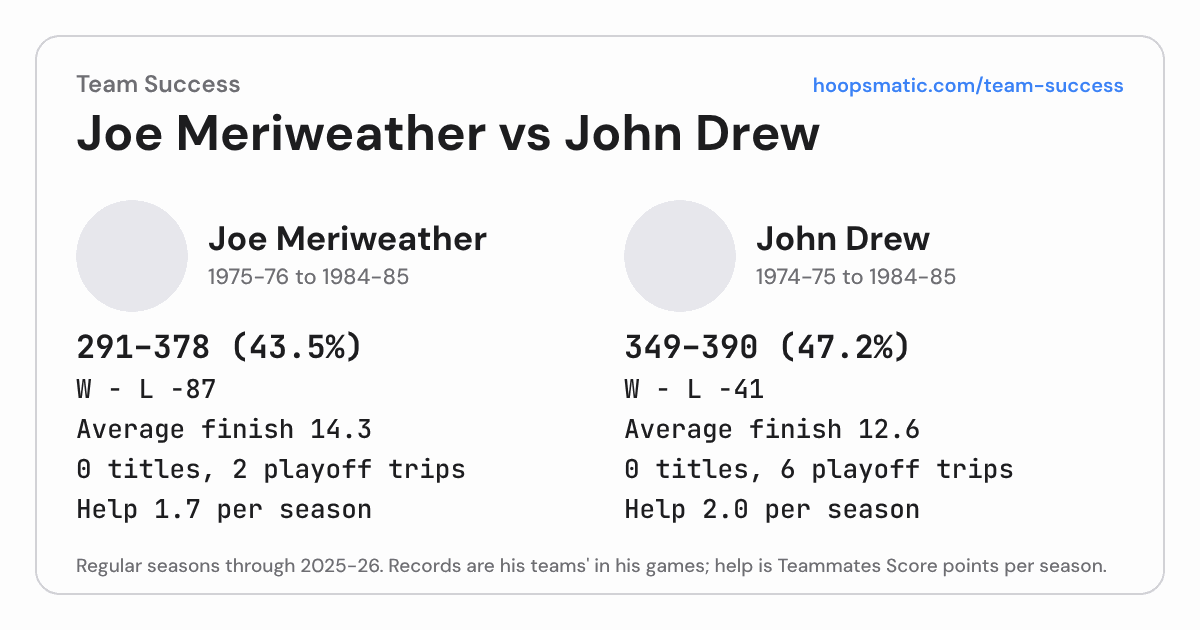 Team Success
hoopsmatic.com/team-success
Joe Meriweather vs John Drew
Joe Meriweather
1975-76 to 1984-85
291-378 (43.5%)
W - L -87
Average finish 14.3
0 titles, 2 playoff trips
Help 1.7 per season
John Drew
1974-75 to 1984-85
349-390 (47.2%)
W - L -41
Average finish 12.6
0 titles, 6 playoff trips
Help 2.0 per season
Regular seasons through 2025-26. Records are his teams' in his games; help is Teammates Score points per season.